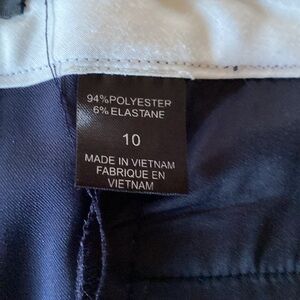 94% POLYESTER
6% ELASTANE
10
MADE IN VIETNAM
FABRIQUE EN
VIETNAM